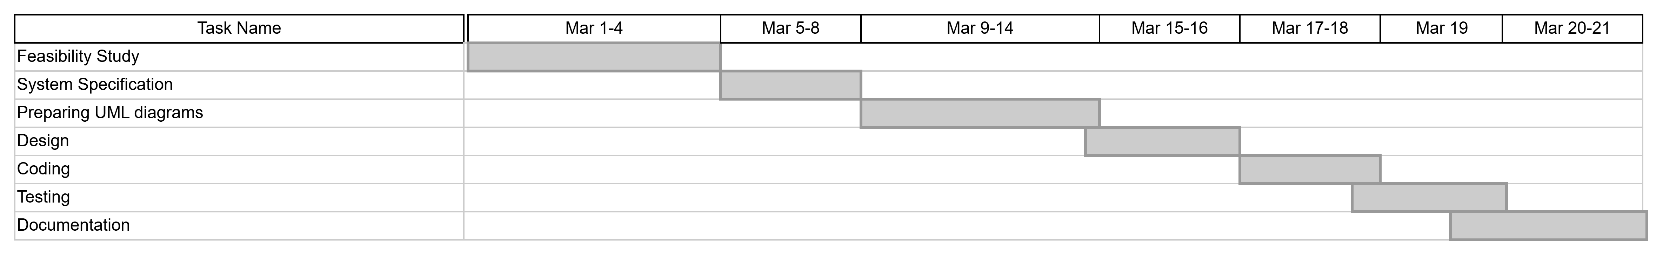 Task Name Mar 1-4 Mar 5-8 Mar 9-14 Mar 15-16 Mar 17-18 Mar 19 Mar 20-21
Feasibility Study
System Specification
Preparing UML diagrams
Design
Coding
Testing
Documentation